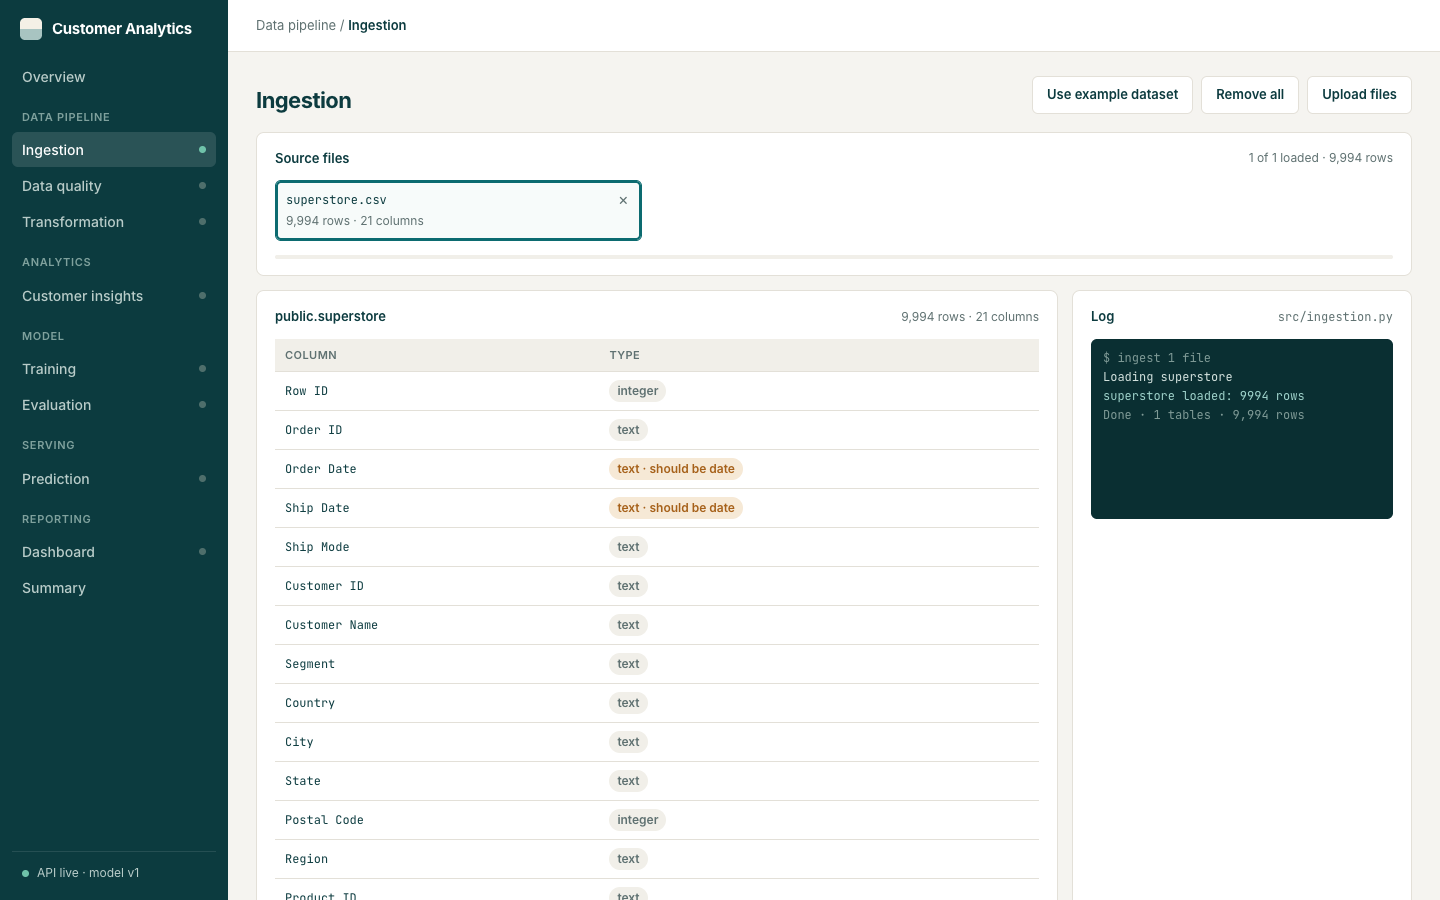 Customer Analytics
Overview
DATA PIPELINE
Ingestion
Data quality
Transformation
ANALYTICS
Customer insights
MODEL
Training
Evaluation
SERVING
Prediction
REPORTING
Dashboard
Summary
API live · model v1
Data pipeline / Ingestion
Ingestion
Use example dataset
Remove all
Upload files
Source files
1 of 1 loaded · 9,994 rows
superstore.csv ×
9,994 rows · 21 columns
public.superstore
9,994 rows · 21 columns
COLUMN TYPE
Row ID integer
Order ID text
Order Date text · should be date
Ship Date text · should be date
Ship Mode text
Customer ID text
Customer Name text
Segment text
Country text
City text
State text
Postal Code integer
Region text
Product ID text
Log
src/ingestion.py
$ ingest 1 file
Loading superstore
superstore loaded: 9994 rows
Done · 1 tables · 9,994 rows